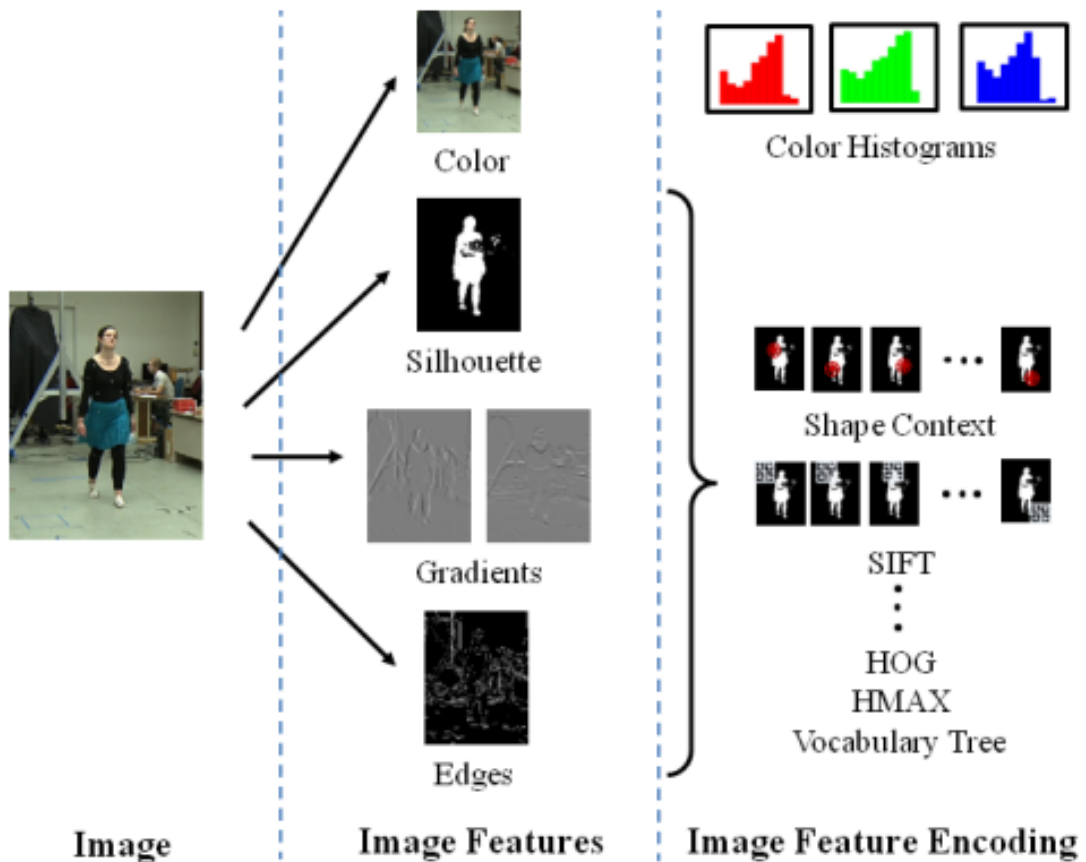 Color
Silhouette
Gradients
Edges
Color Histograms
Shape Context
SIFT
HOG
HMAX
Vocabulary Tree
Image
Image Features
Image Feature Encoding